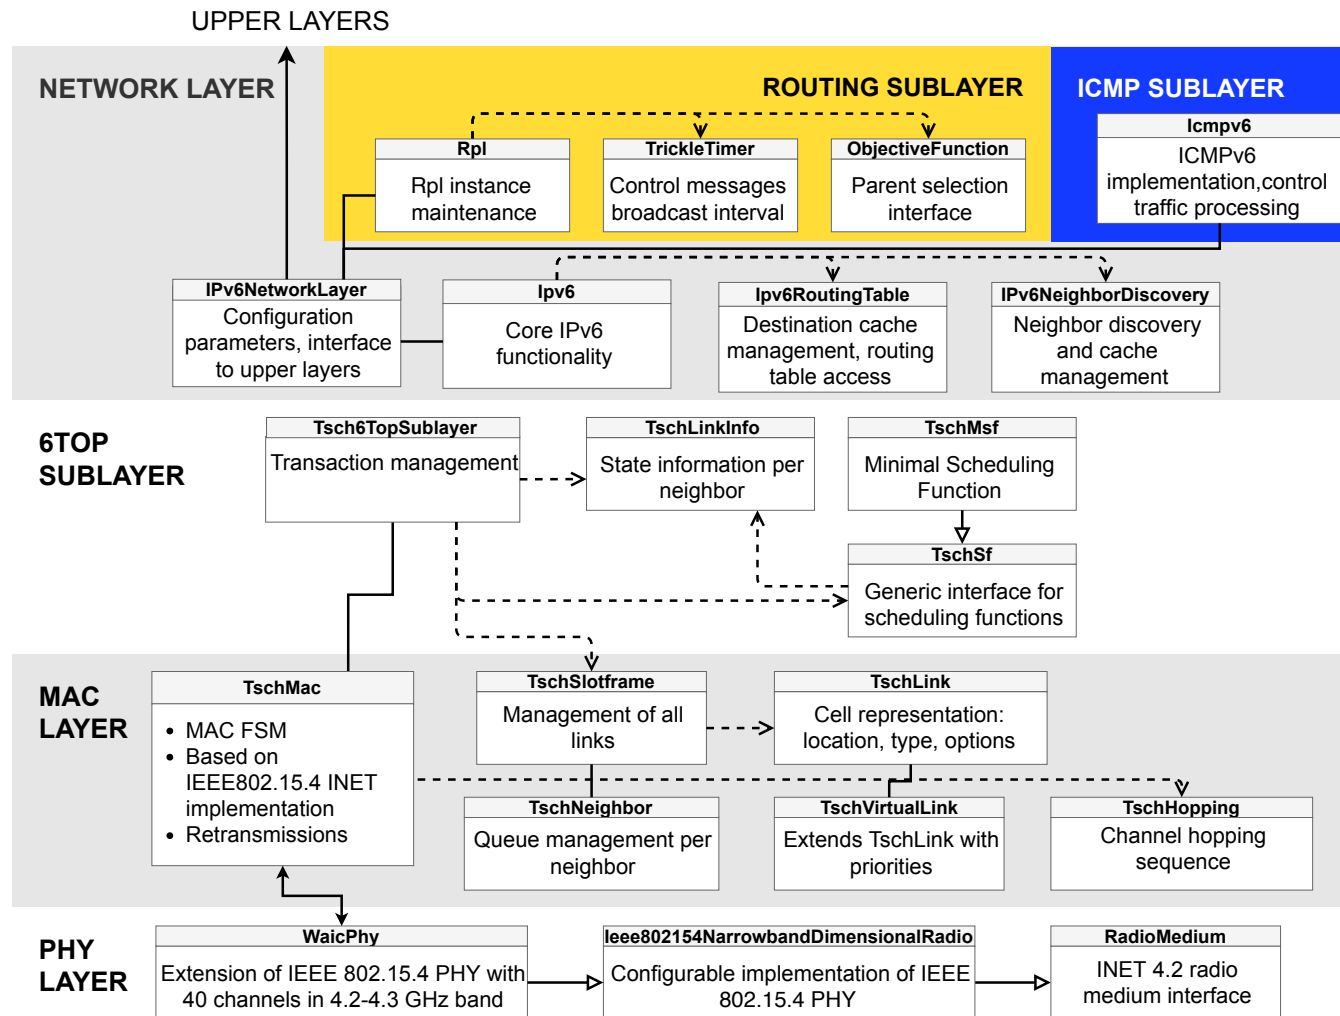 UPPER LAYERS
NETWORK LAYER
ROUTING SUBLAYER
ICMP SUBLAYER
Rpl
Rpl instance
maintenance
TrickleTimer
Control messages
broadcast interval
ObjectiveFunction
Parent selection
interface
Icmpv6
ICMPv6
implementation,control
traffic processing
IPv6NetworkLayer
Configuration
parameters, interface
to upper layers
Ipv6
Core IPv6
functionality
Ipv6RoutingTable
Destination cache
management, routing
table access
IPv6NeighborDiscovery
Neighbor discovery
and cache
management
6TOP
SUBLAYER
Tsch6TopSublayer
Transaction management
TschLinkInfo
State information per
neighbor
TschMsf
Minimal Scheduling
Function
TschSf
Generic interface for
scheduling functions
MAC
LAYER
TschMac
• MAC FSM
• Based on
IEEE802.15.4 INET
implementation
• Retransmissions
TschSlotframe
Management of all
links
TschLink
Cell representation:
location, type, options
TschNeighbor
Queue management per
neighbor
TschVirtualLink
Extends TschLink with
priorities
TschHopping
Channel hopping
sequence
PHY
LAYER
WaicPhy
Extension of IEEE 802.15.4 PHY with
40 channels in 4.2-4.3 GHz band
Ieee802154NarrowbandDimensionalRadio
Configurable implementation of IEEE
802.15.4 PHY
RadioMedium
INET 4.2 radio
medium interface